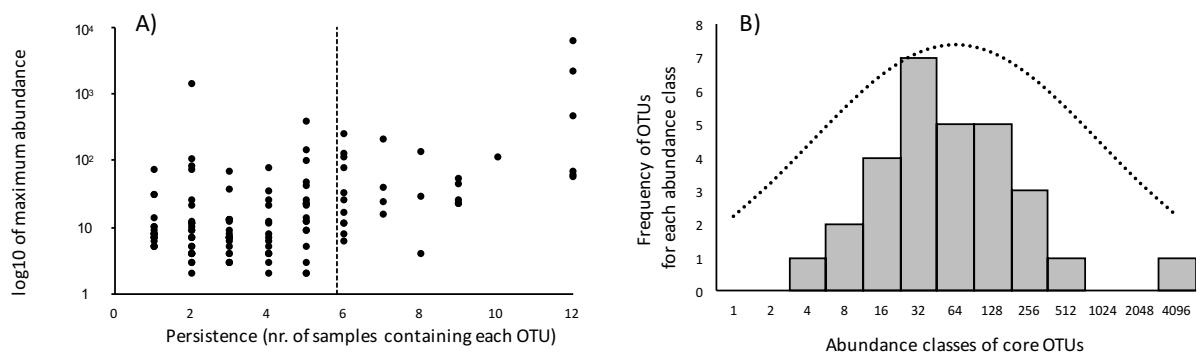 A)
log10 of maximum abundance
10⁴
10³
10²
10
1
0 2 4 6 8 10 12
Persistence (nr. of samples containing each OTU)
B)
Frequency of OTUs
for each abundance class
8
7
6
5
4
3
2
1
0
1 2 4 8 16 32 64 128 256 512 1024 2048 4096
Abundance classes of core OTUs